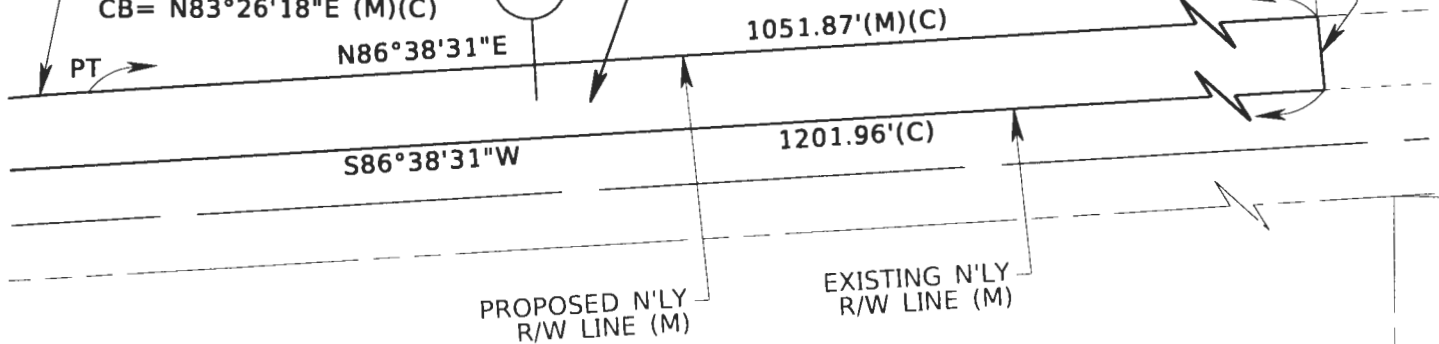 CB= N83°26'18"E (M)(C)
N86°38'31"E
1051.87'(M)(C)
PT
S86°38'31"W
1201.96'(C)
PROPOSED N'LY
R/W LINE (M)
EXISTING N'LY
R/W LINE (M)